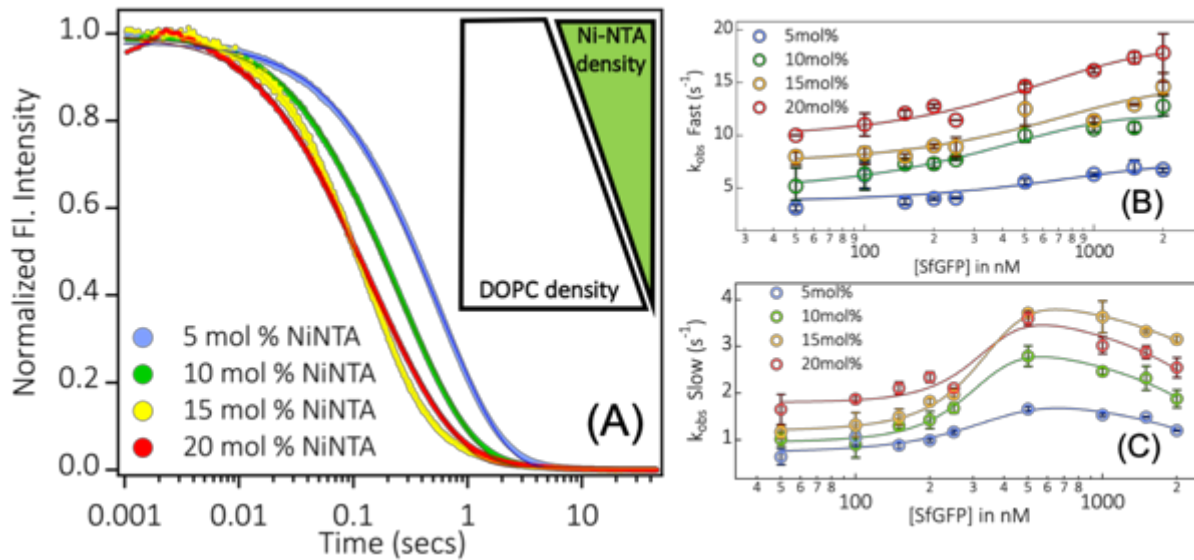 Normalized Fl. Intensity
1.0
0.8
0.6
0.4
0.2
0.0
Ni-NTA
density
DOPC density
5 mol % NiNTA
10 mol % NiNTA
15 mol % NiNTA
20 mol % NiNTA
(A)
0.001
0.01
0.1
1
10
Time (secs)
kobs Fast (s-1)
20
15
10
5
5mol%
10mol%
15mol%
20mol%
(B)
3 4 5 6 7 8 9 100 2 3 4 5 6 7 8 9 1000 2
[SfGFP] in nM
kobs Slow (s-1)
4
3
2
1
5mol%
10mol%
15mol%
20mol%
(C)
4 5 6 7 8 100 2 3 4 5 6 7 8 1000 2
[SfGFP] in nM